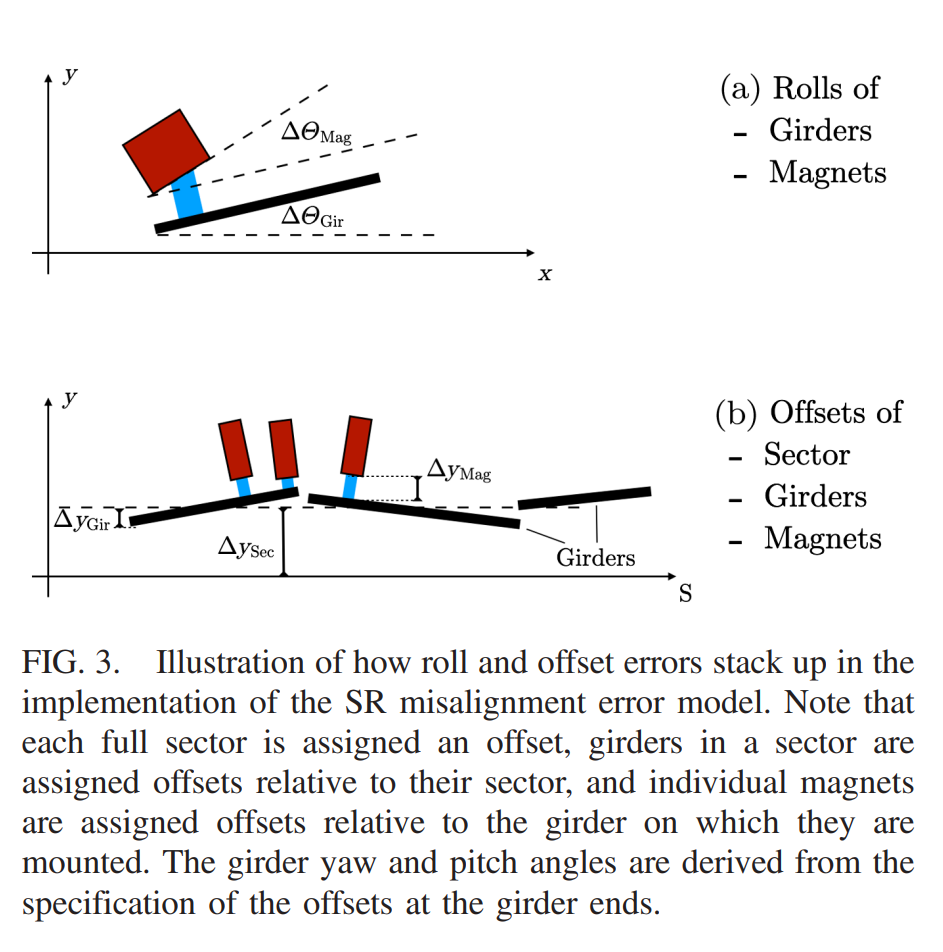 y
ΔΘMag
ΔΘGir
x
(a) Rolls of
- Girders
- Magnets
y
ΔyMag
ΔyGir
ΔySec
Girders
S
(b) Offsets of
- Sector
- Girders
- Magnets
FIG. 3. Illustration of how roll and offset errors stack up in the
implementation of the SR misalignment error model. Note that
each full sector is assigned an offset, girders in a sector are
assigned offsets relative to their sector, and individual magnets
are assigned offsets relative to the girder on which they are
mounted. The girder yaw and pitch angles are derived from the
specification of the offsets at the girder ends.